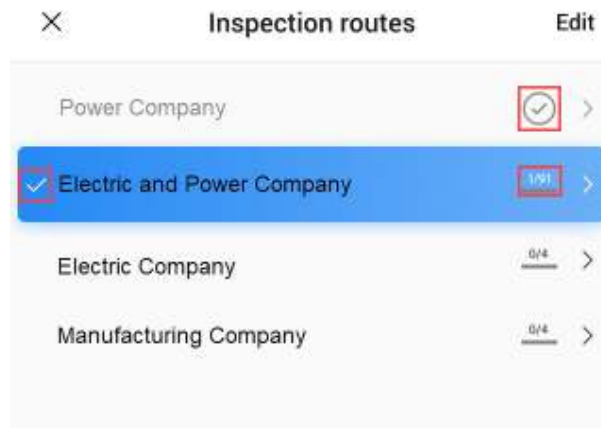 Inspection routes Edit
Power Company
Electric and Power Company 1/91
Electric Company 0/4
Manufacturing Company 0/4